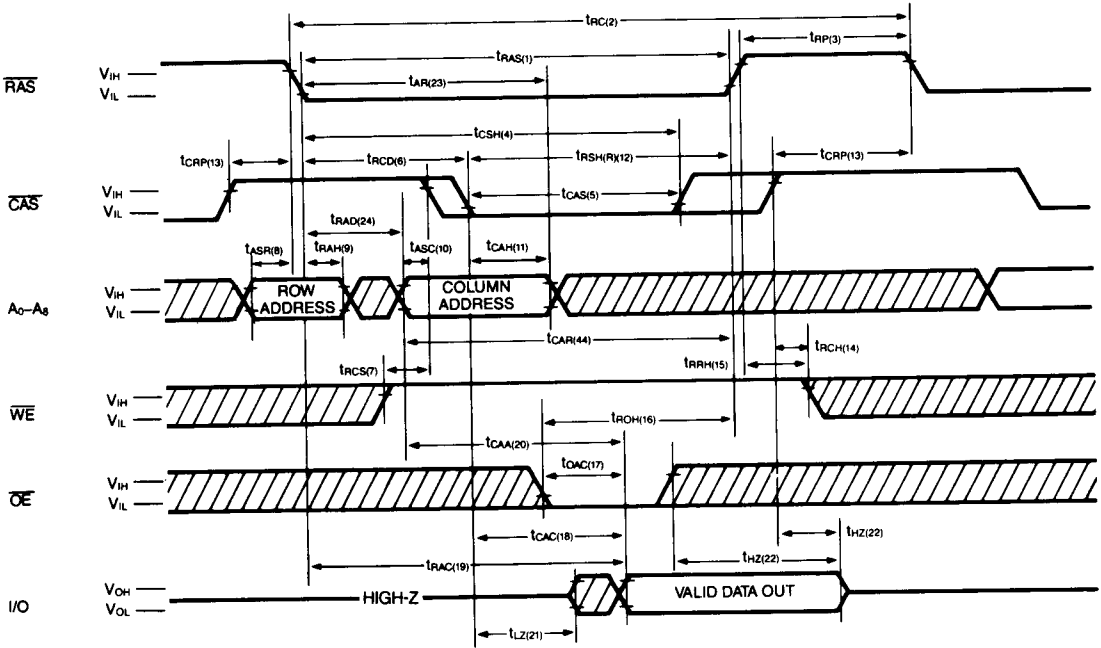 tRC(2)
tRP(3)
tRAS(1)
RAS
VIH
VIL
tAR(23)
tCSH(4)
tCRP(13)
tRCD(6)
tRSH(R)(12)
tCRP(13)
CAS
VIH
VIL
tCAS(5)
tRAD(24)
tASR(8)
tRAH(9)
tASC(10)
tCAH(11)
A0–A8
VIH
VIL
ROW
ADDRESS
COLUMN
ADDRESS
tCAR(44)
tRCH(14)
tRCS(7)
tRRH(15)
WE
VIH
VIL
tROH(16)
tCAA(20)
tOAC(17)
OE
VIH
VIL
tCAC(18)
tHZ(22)
tRAC(19)
tHZ(22)
I/O
VOH
VOL
HIGH-Z
VALID DATA OUT
tLZ(21)